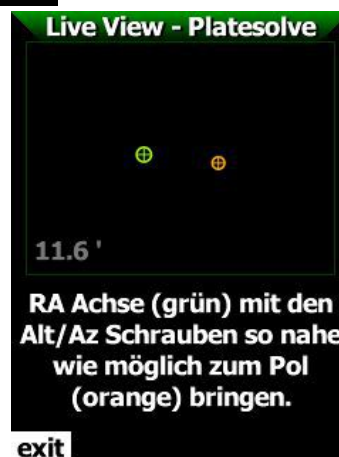 Live View - Platesolve
11.6 '
RA Achse (grün) mit den
Alt/Az Schrauben so nahe
wie möglich zum Pol
(orange) bringen.
exit